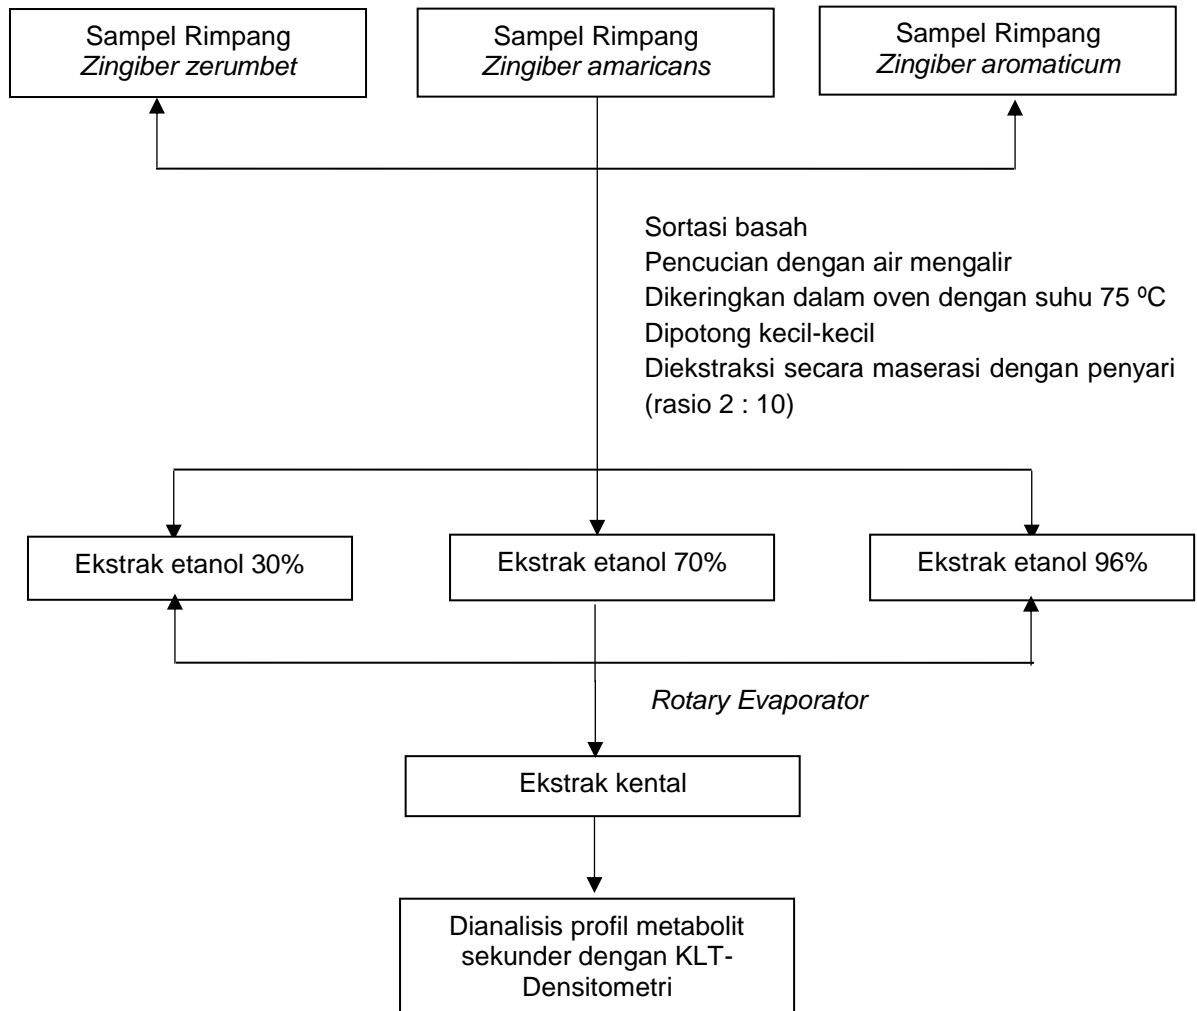 Sampel Rimpang
Zingiber zerumbet
Sampel Rimpang
Zingiber amaricans
Sampel Rimpang
Zingiber aromaticum
Sortasi basah
Pencucian dengan air mengalir
Dikeringkan dalam oven dengan suhu 75 ºC
Dipotong kecil-kecil
Diekstraksi secara maserasi dengan penyari
(rasio 2 : 10)
Ekstrak etanol 30%
Ekstrak etanol 70%
Ekstrak etanol 96%
Rotary Evaporator
Ekstrak kental
Dianalisis profil metabolit
sekunder dengan KLT-
Densitometri